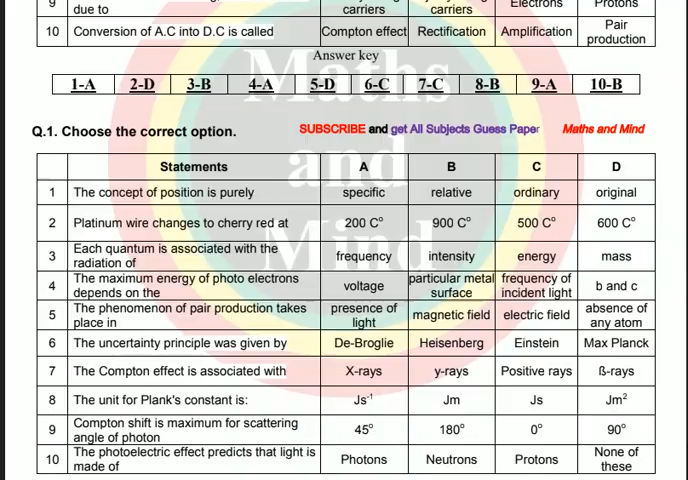 9 due to carriers carriers Electrons Protons
10 Conversion of A.C into D.C is called Compton effect Rectification Amplification Pair production
Answer key
1-A 2-D 3-B 4-A 5-D 6-C 7-C 8-B 9-A 10-B
Q.1. Choose the correct option. SUBSCRIBE and get All Subjects Guess Paper Maths and Mind
Statements A B C D
1 The concept of position is purely specific relative ordinary original
2 Platinum wire changes to cherry red at 200 C° 900 C° 500 C° 600 C°
3 Each quantum is associated with the radiation of frequency intensity energy mass
4 The maximum energy of photo electrons depends on the voltage particular metal surface frequency of incident light b and c
5 The phenomenon of pair production takes place in presence of light magnetic field electric field absence of any atom
6 The uncertainty principle was given by De-Broglie Heisenberg Einstein Max Planck
7 The Compton effect is associated with X-rays y-rays Positive rays ß-rays
8 The unit for Plank's constant is: Js⁻¹ Jm Js Jm²
9 Compton shift is maximum for scattering angle of photon 45° 180° 0° 90°
10 The photoelectric effect predicts that light is made of Photons Neutrons Protons None of these
Maths
and
Mind